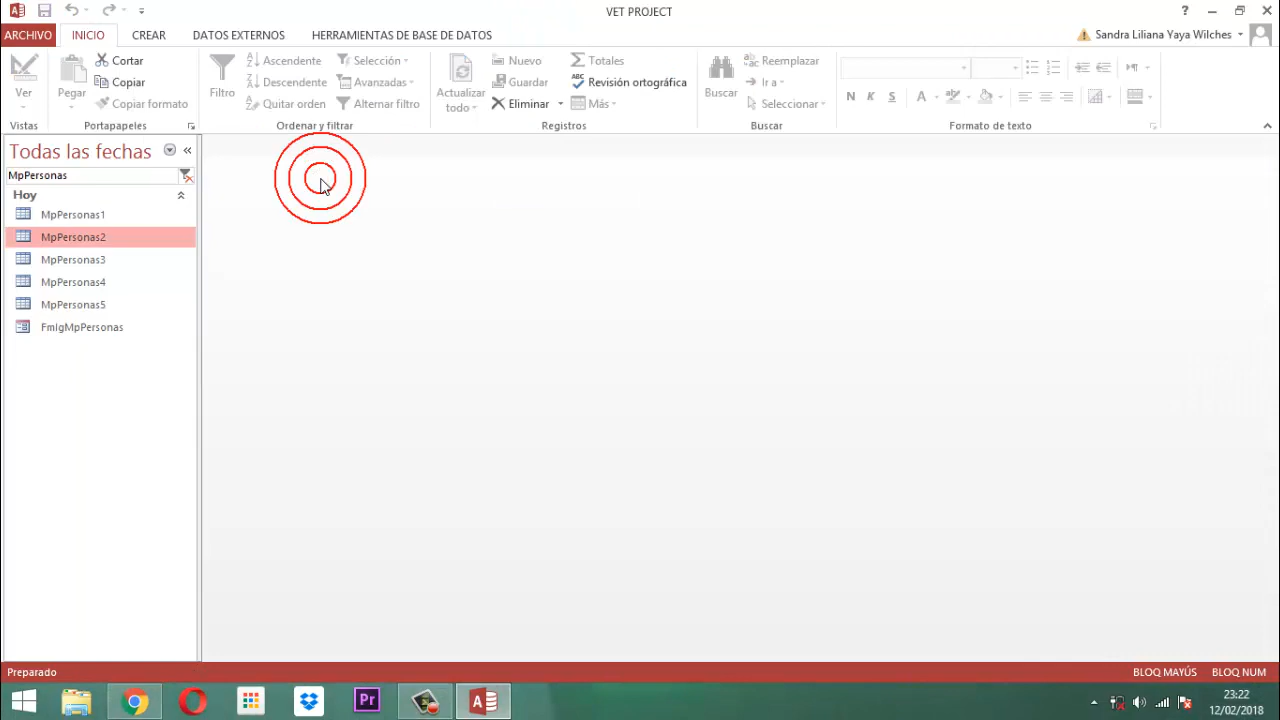 VET PROJECT
ARCHIVO INICIO CREAR DATOS EXTERNOS HERRAMIENTAS DE BASE DE DATOS Sandra Liliana Yaya Wilches
Ver
Vistas
Pegar
Cortar
Copiar
Copiar formato
Portapapeles
Filtro
Ascendente
Descendente
Quitar orden
Selección
Avanzadas
Alternar filtro
Ordenar y filtrar
Actualizar
todo
Nuevo
Guardar
Eliminar
Totales
Revisión ortográfica
Más
Registros
Buscar
Reemplazar
Ir a
Seleccionar
Buscar
N K S A
Formato de texto
Todas las fechas
MpPersonas
Hoy
MpPersonas1
MpPersonas2
MpPersonas3
MpPersonas4
MpPersonas5
FmIgMpPersonas
Preparado BLOQ MAYÚS BLOQ NUM
Pr
23:22
12/02/2018